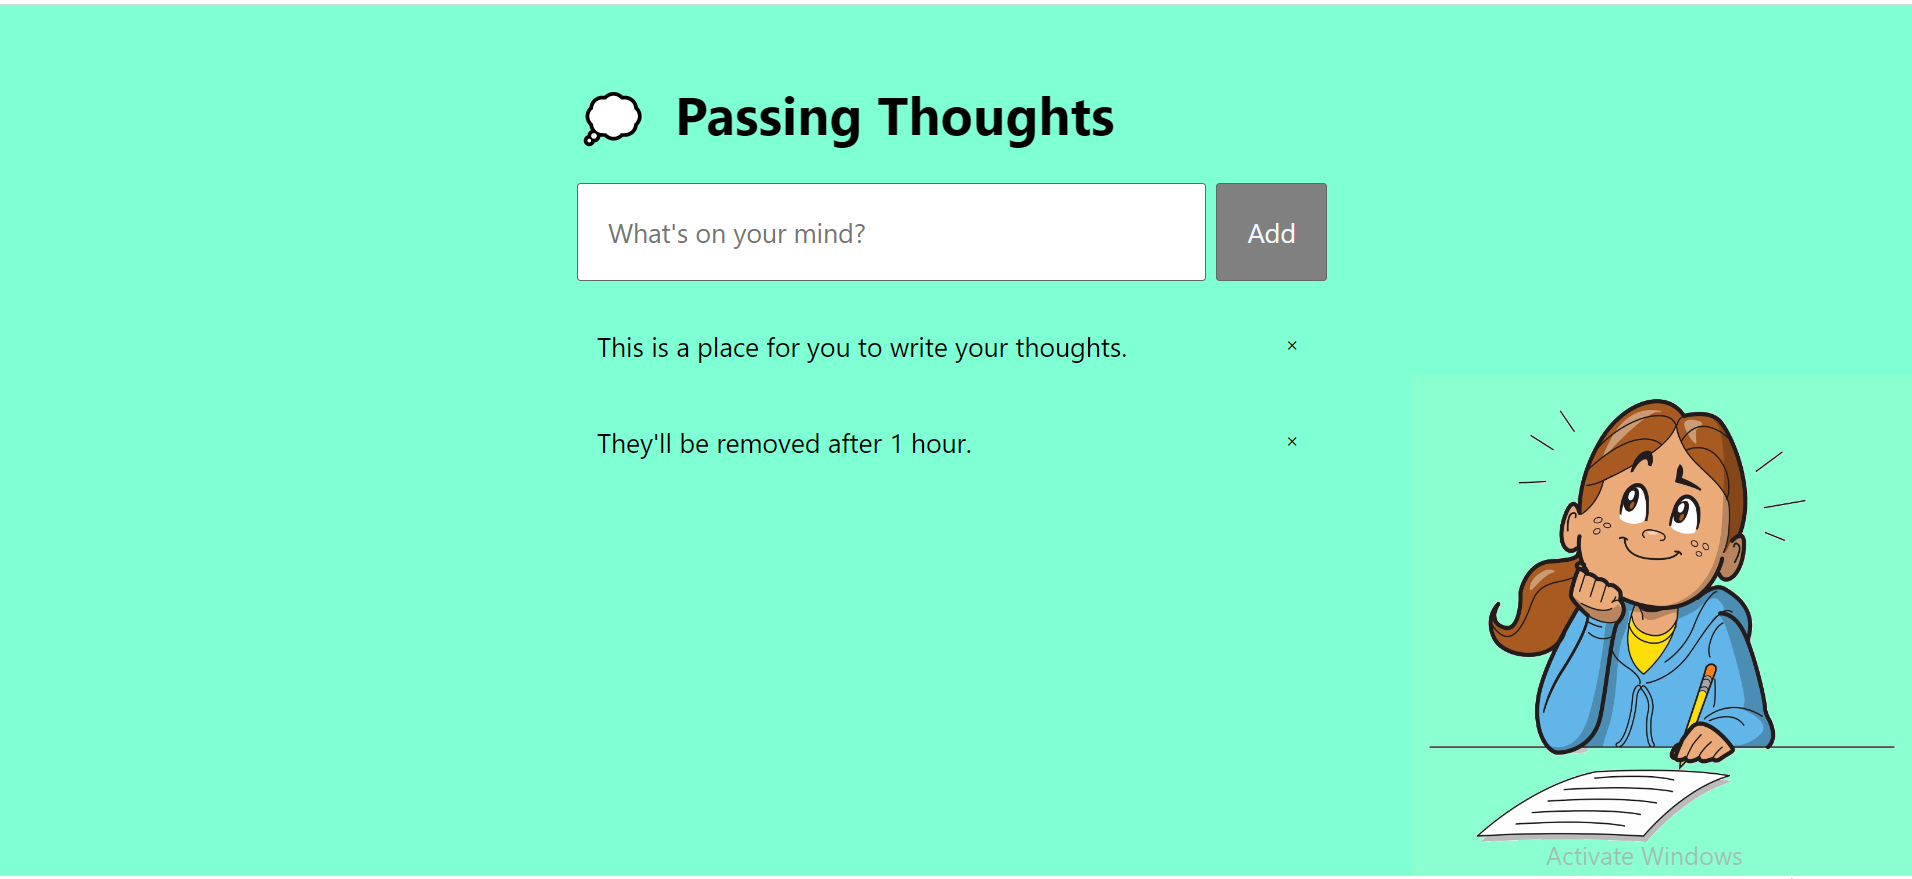 Passing Thoughts
What's on your mind?
Add
This is a place for you to write your thoughts.
×
They'll be removed after 1 hour.
×
Activate Windows